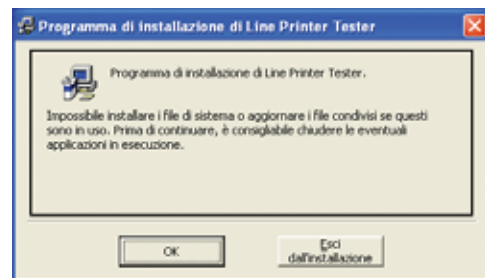 Programma di installazione di Line Printer Tester
Programma di installazione di Line Printer Tester.
Impossibile installare i file di sistema o aggiornare i file condivisi se questi
sono in uso. Prima di continuare, è consigliabile chiudere le eventuali
applicazioni in esecuzione.
OK
Esci
dall'installazione